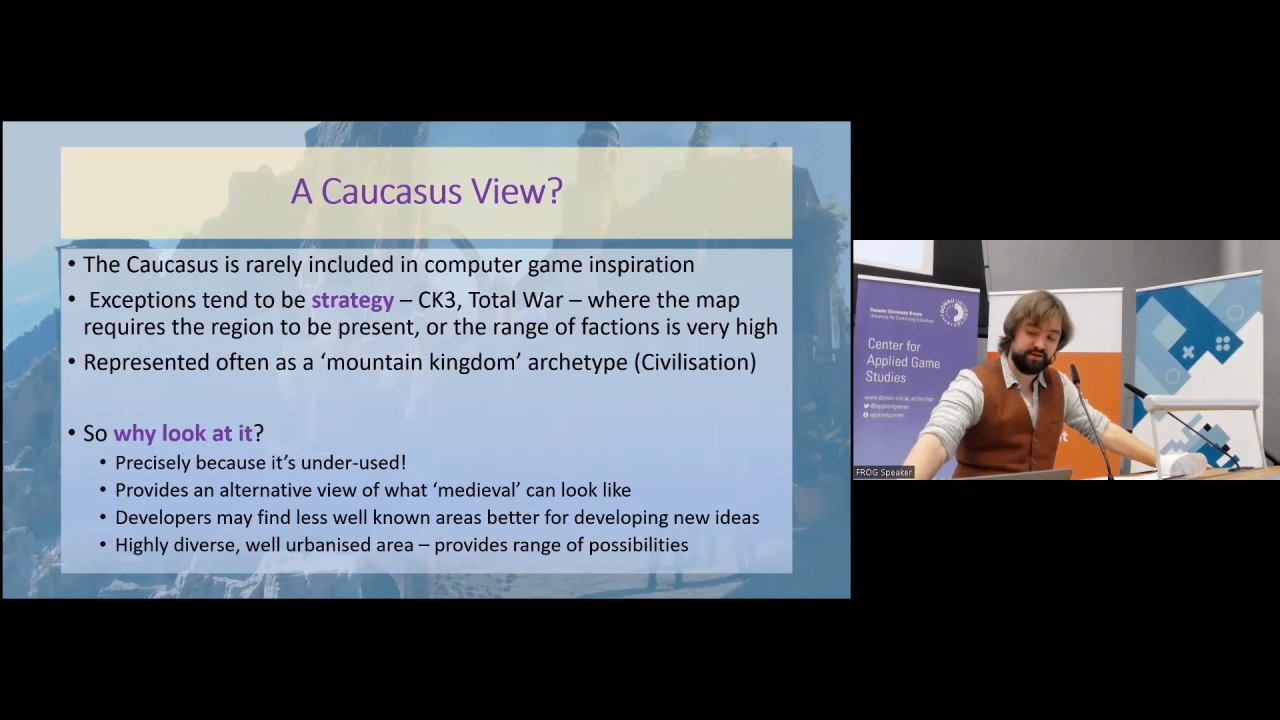 A Caucasus View?
• The Caucasus is rarely included in computer game inspiration
• Exceptions tend to be strategy – CK3, Total War – where the map
requires the region to be present, or the range of factions is very high
• Represented often as a ‘mountain kingdom’ archetype (Civilisation)
• So why look at it?
• Precisely because it’s under-used!
• Provides an alternative view of what ‘medieval’ can look like
• Developers may find less well known areas better for developing new ideas
• Highly diverse, well urbanised area – provides range of possibilities
Center for
Applied Game
Studies
@appliedgames
appliedgames
FROG Speaker